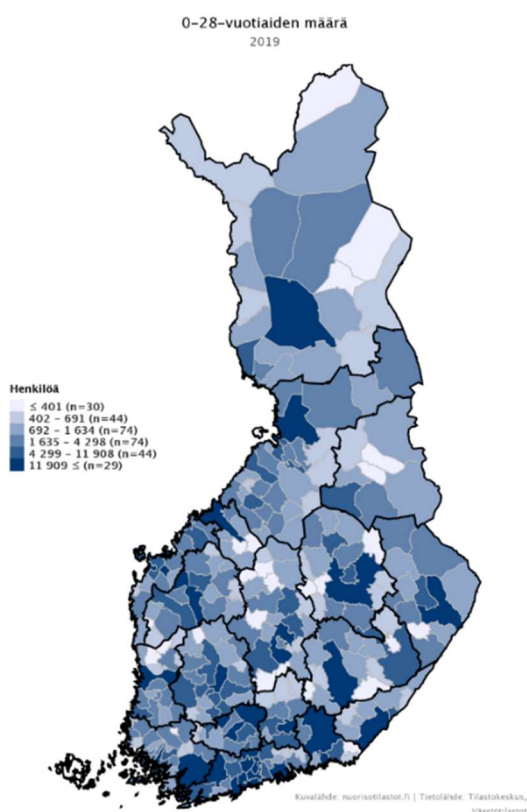 0-28-vuotiaiden määrä
2019
Henkilöä
≤ 401 (n=30)
402 - 691 (n=44)
692 - 1 634 (n=74)
1 635 - 4 298 (n=74)
4 299 - 11 908 (n=44)
11 909 ≤ (n=29)
Kuvalähde: nuorisotilastot.fi | Tietolähde: Tilastokeskus,